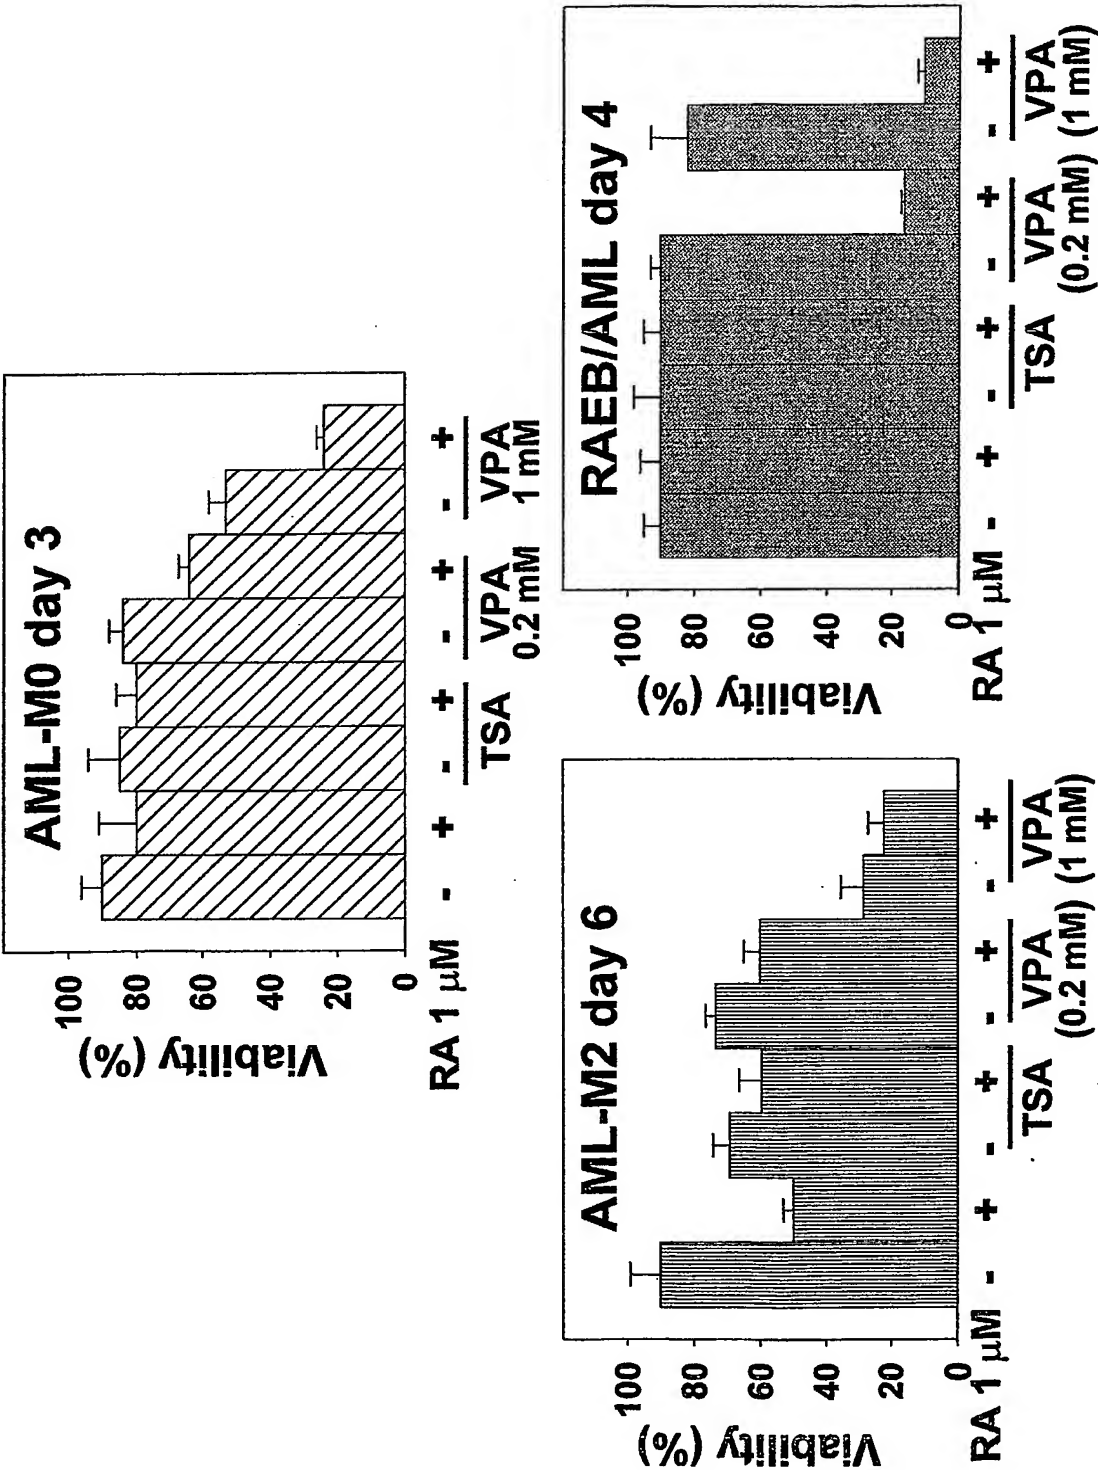 AML-M0 day 3
Viability (%)
100
80
60
40
20
0
RA 1 µM - + - + - + - +
TSA VPA VPA
0.2 mM 1 mM
AML-M2 day 6
Viability (%)
100
80
60
40
20
0
RA 1 µM - + - + - + - +
TSA VPA VPA
(0.2 mM) (1 mM)
RAEB/AML day 4
Viability (%)
100
80
60
40
20
0
RA 1 µM - + - + - + - +
TSA VPA VPA
(0.2 mM) (1 mM)